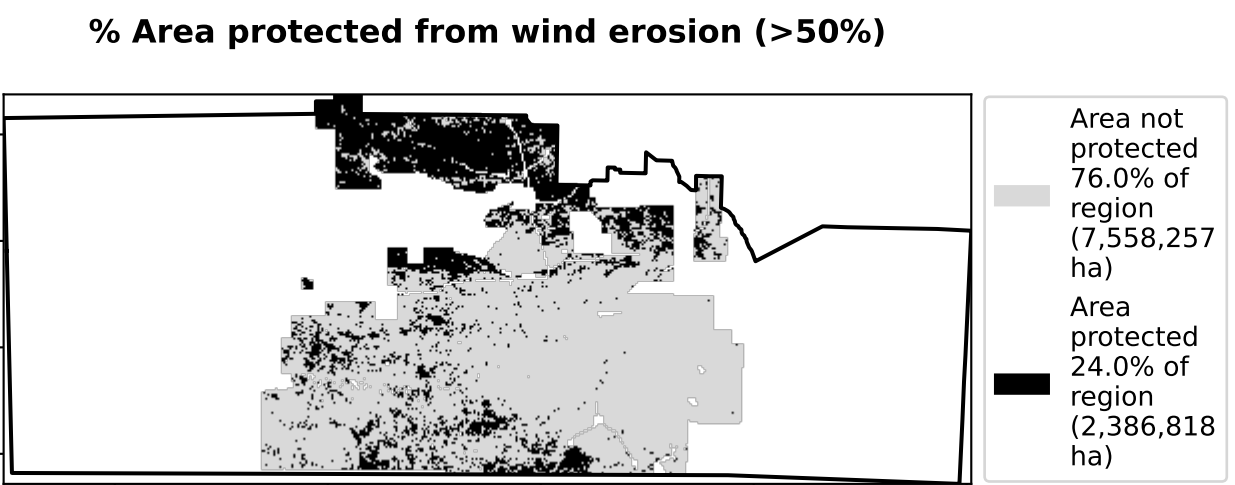 % Area protected from wind erosion (>50%)
Area not
protected
76.0% of
region
(7,558,257
ha)
Area
protected
24.0% of
region
(2,386,818
ha)